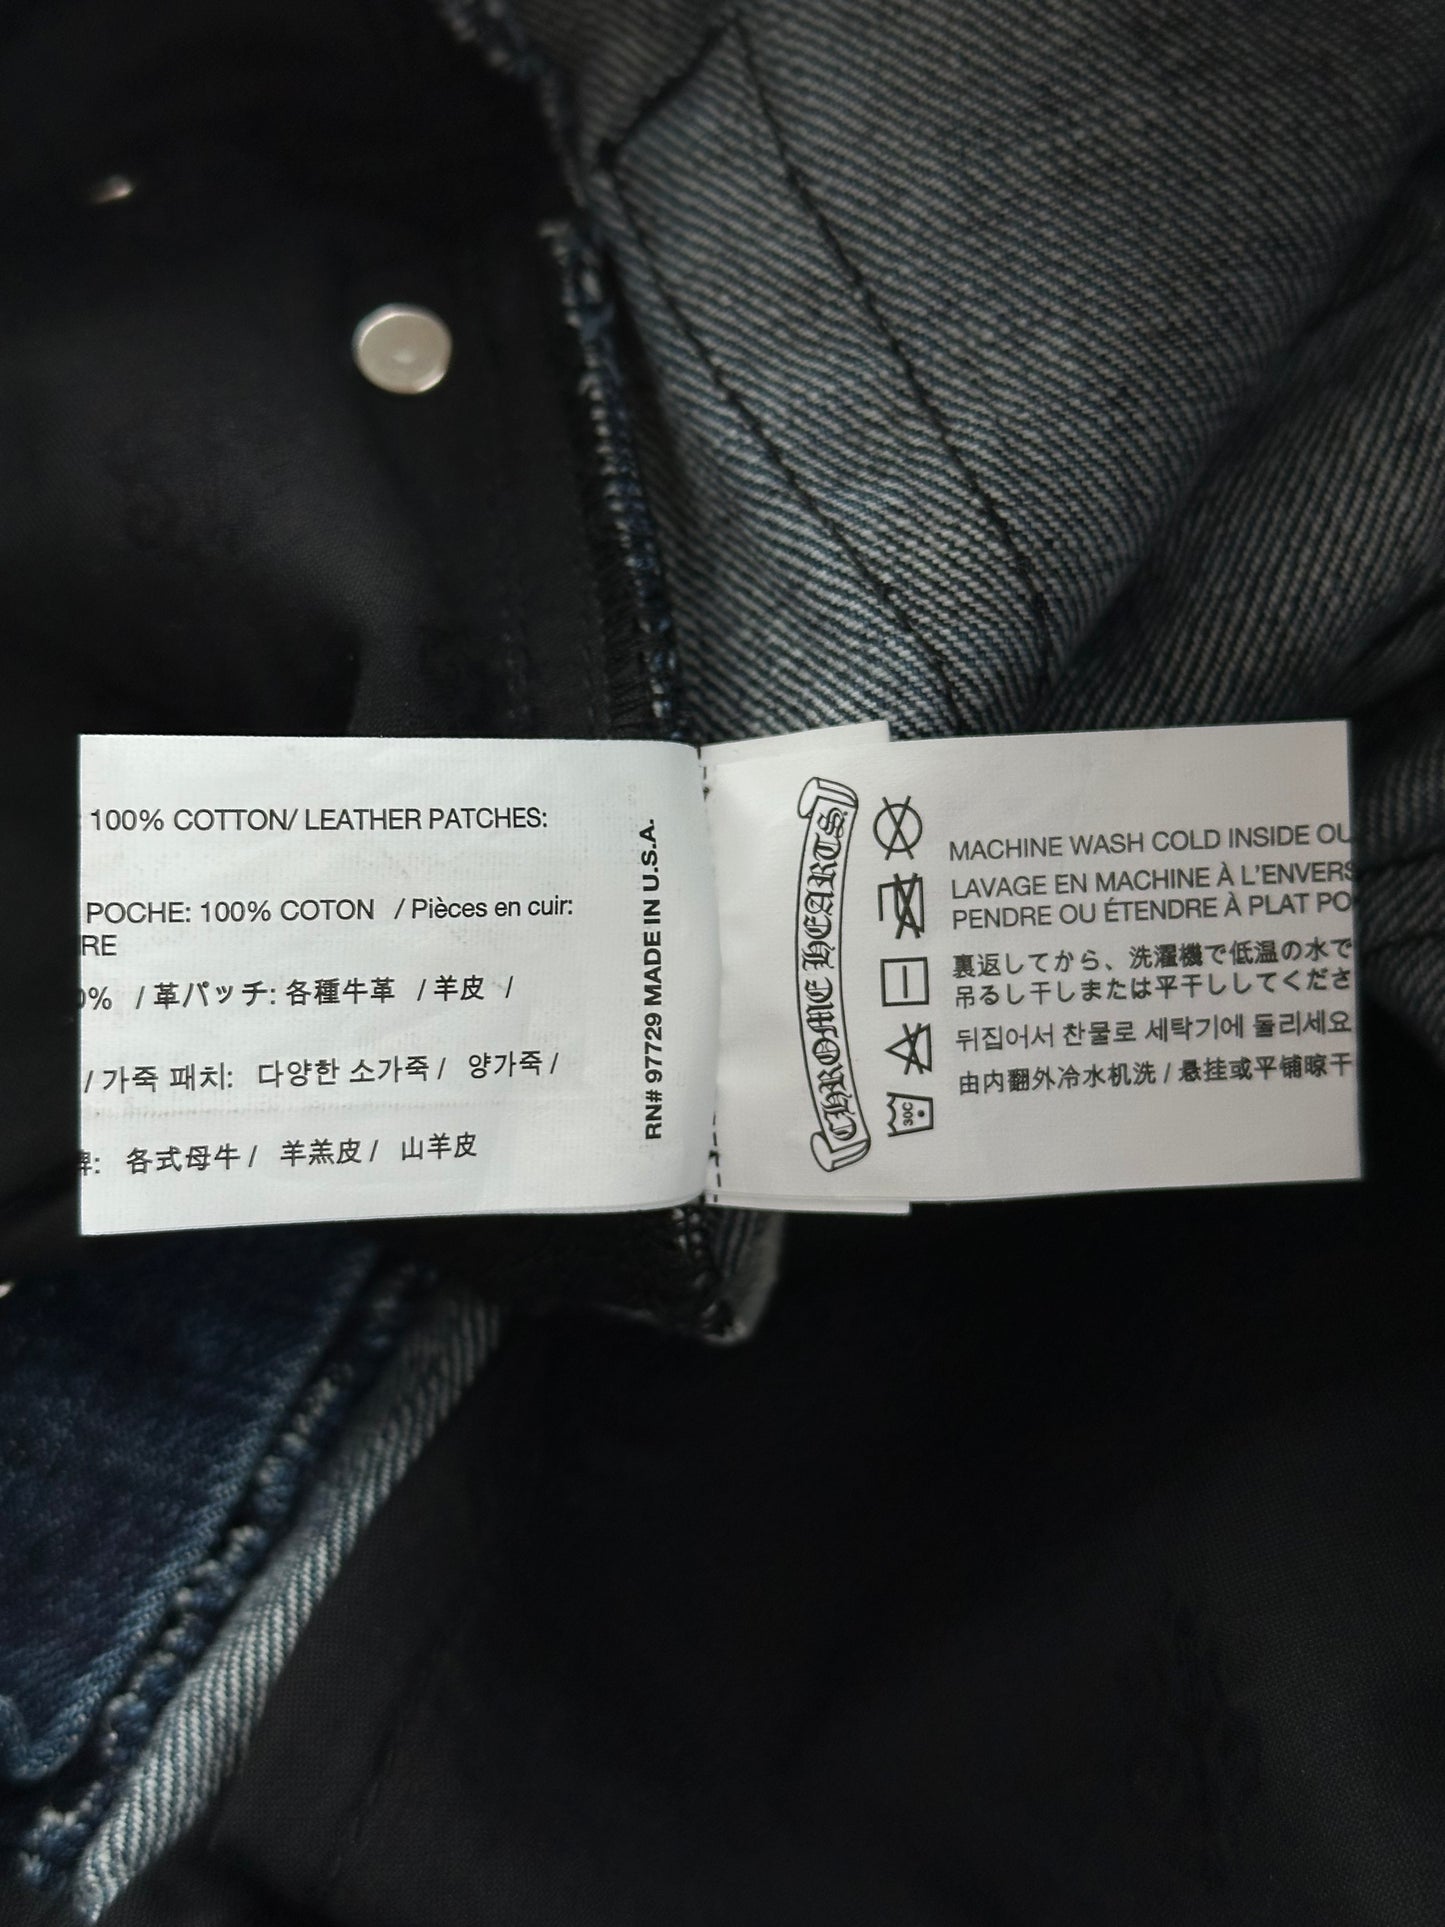 100% COTTON/ LEATHER PATCHES:
POCHE: 100% COTON / Pièces en cuir:
RE
0% / 革パッチ: 各種牛革 / 羊皮 /
/ 가죽 패치: 다양한 소가죽 / 양가죽 /
牌: 各式母牛 / 羊羔皮 / 山羊皮
RN# 97729 MADE IN U.S.A.
CHROME HEARTS
30C
MACHINE WASH COLD INSIDE OU
LAVAGE EN MACHINE À L'ENVERS
PENDRE OU ÉTENDRE À PLAT PO
裏返してから、洗濯機で低温の水で
吊るし干しまたは平干ししてくださ
뒤집어서 찬물로 세탁기에 돌리세요
由内翻外冷水机洗 / 悬挂或平铺晾干